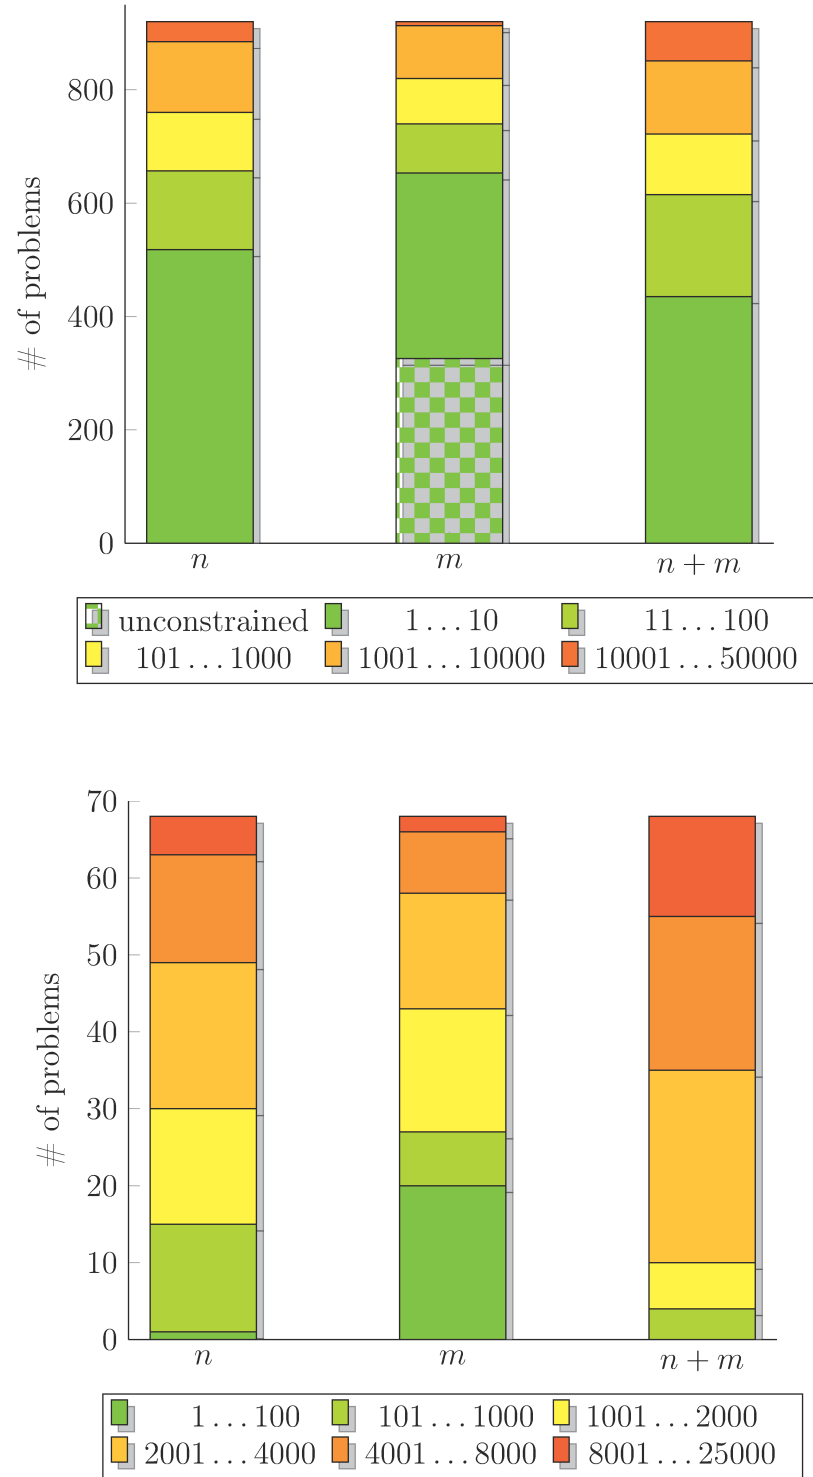 800
600
400
200
0
# of problems
n m n + m
unconstrained 1 . . . 10 11 . . . 100
101 . . . 1000 1001 . . . 10000 10001 . . . 50000
70
60
50
40
30
20
10
0
# of problems
n m n + m
1 . . . 100 101 . . . 1000 1001 . . . 2000
2001 . . . 4000 4001 . . . 8000 8001 . . . 25000